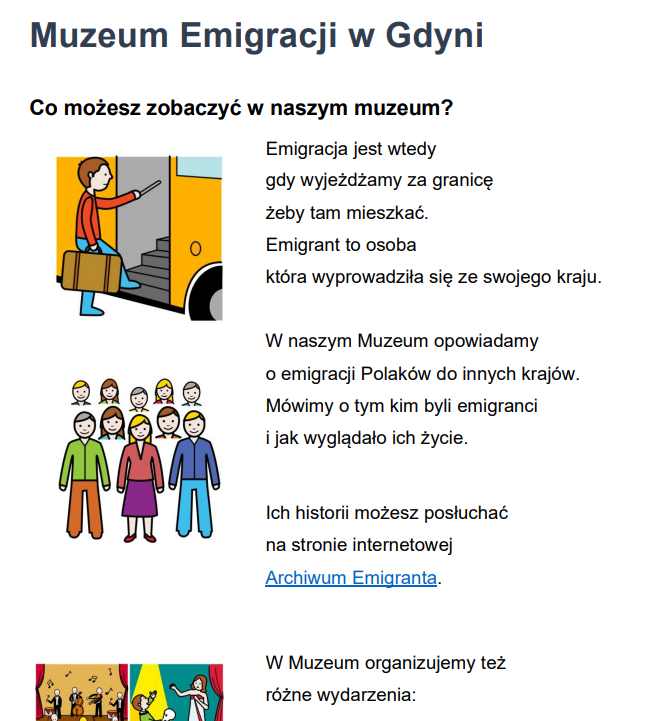 Muzeum Emigracji w Gdyni
Co możesz zobaczyć w naszym muzeum?
Emigracja jest wtedy
gdy wyjeżdżamy za granicę
żeby tam mieszkać.
Emigrant to osoba
która wyprowadziła się ze swojego kraju.
W naszym Muzeum opowiadamy
o emigracji Polaków do innych krajów.
Mówimy o tym kim byli emigranci
i jak wyglądało ich życie.
Ich historii możesz posłuchać
na stronie internetowej
Archiwum Emigranta.
W Muzeum organizujemy też
różne wydarzenia: